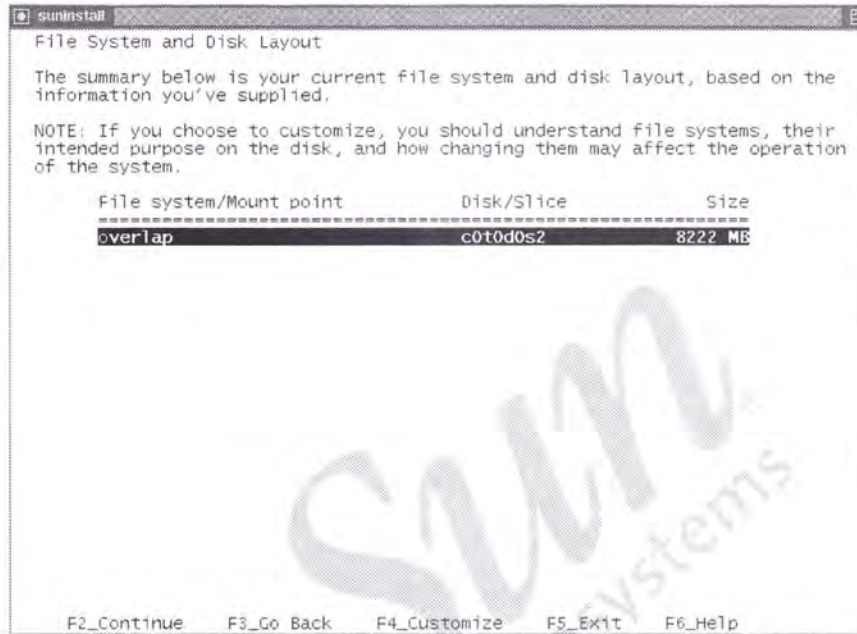 suninstall
File System and Disk Layout
The summary below is your current file system and disk layout, based on the
information you've supplied.
NOTE: If you choose to customize, you should understand file systems, their
intended purpose on the disk, and how changing them may affect the operation
of the system.
File system/Mount point Disk/Slice Size
============================================================
overlap c0t0d0s2 8222 MB
Sun
systems
F2_Continue F3_Go Back F4_Customize F5_Exit F6_Help